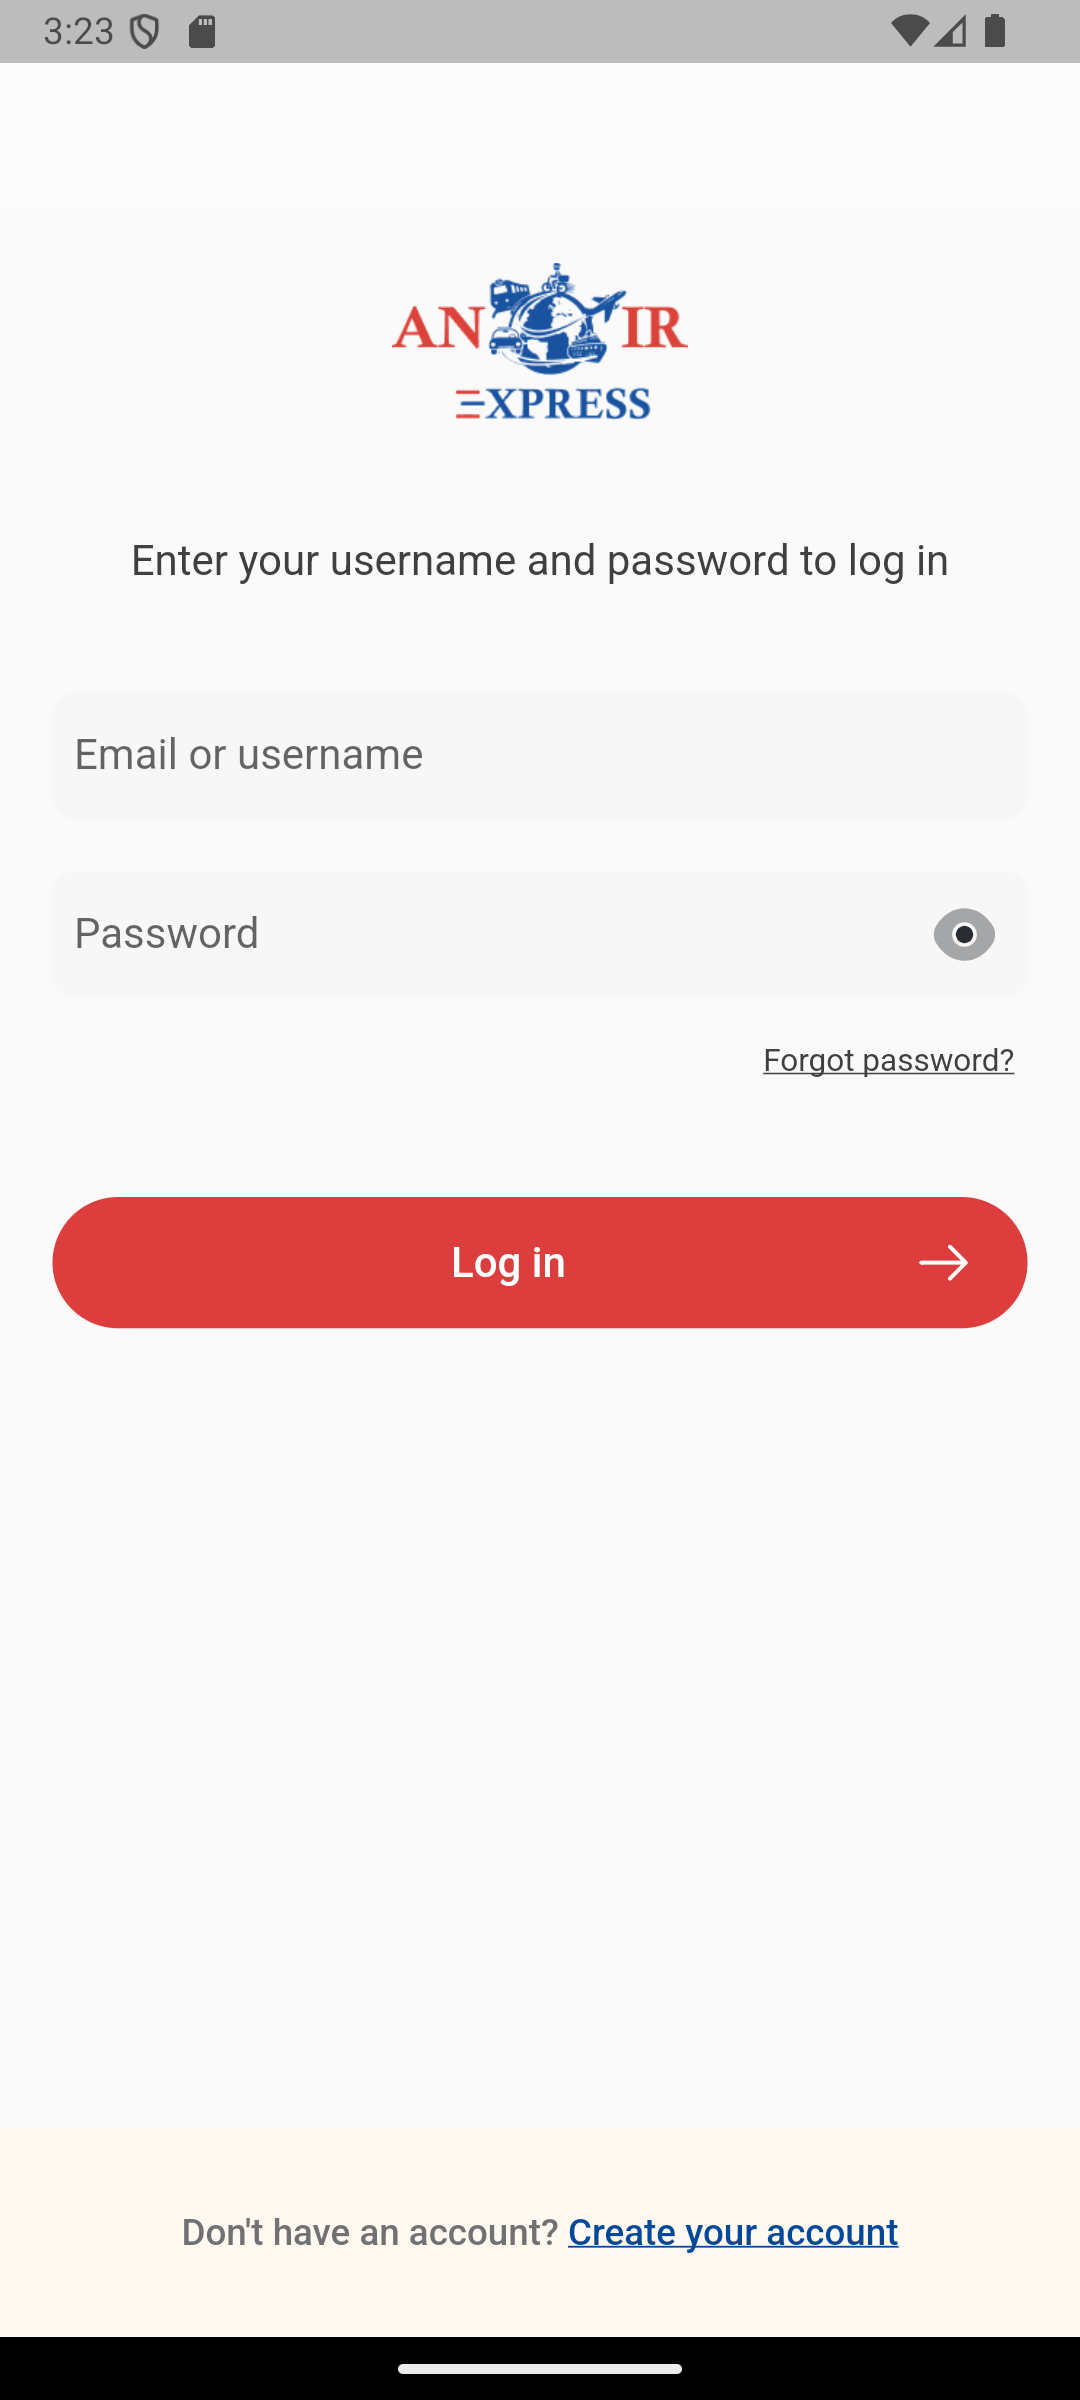 3:23
AN IR
EXPRESS
Enter your username and password to log in
Email or username
Password
Forgot password?
Log in
Don't have an account? Create your account